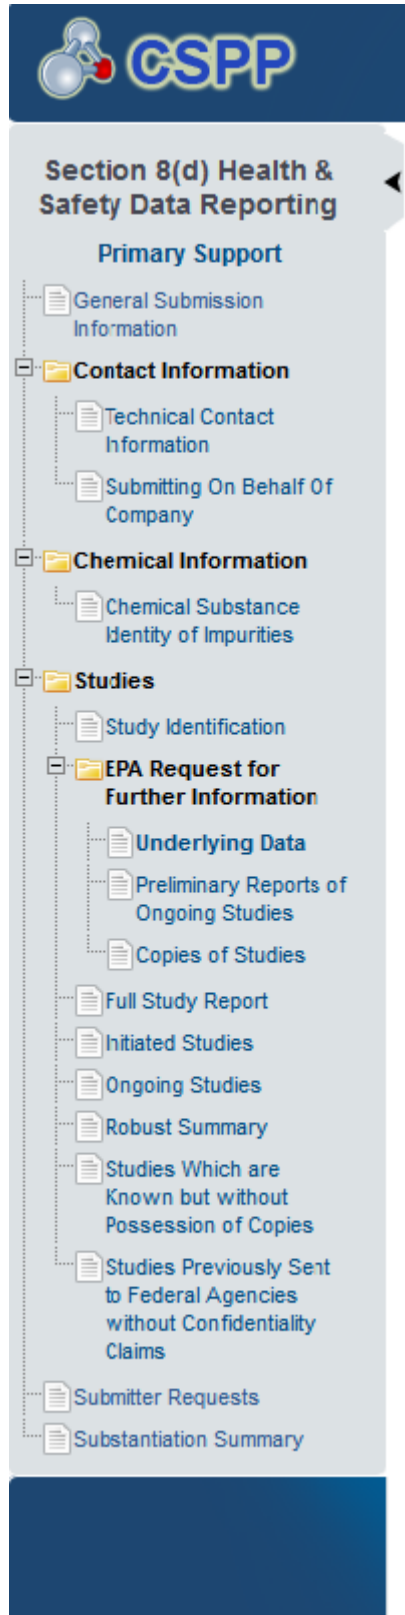 CSPP
Section 8(d) Health &
Safety Data Reporting
Primary Support
General Submission
Information
Contact Information
Technical Contact
Information
Submitting On Behalf Of
Company
Chemical Information
Chemical Substance
Identity of Impurities
Studies
Study Identification
EPA Request for
Further Information
Underlying Data
Preliminary Reports of
Ongoing Studies
Copies of Studies
Full Study Report
Initiated Studies
Ongoing Studies
Robust Summary
Studies Which are
Known but without
Possession of Copies
Studies Previously Sent
to Federal Agencies
without Confidentiality
Claims
Submitter Requests
Substantiation Summary